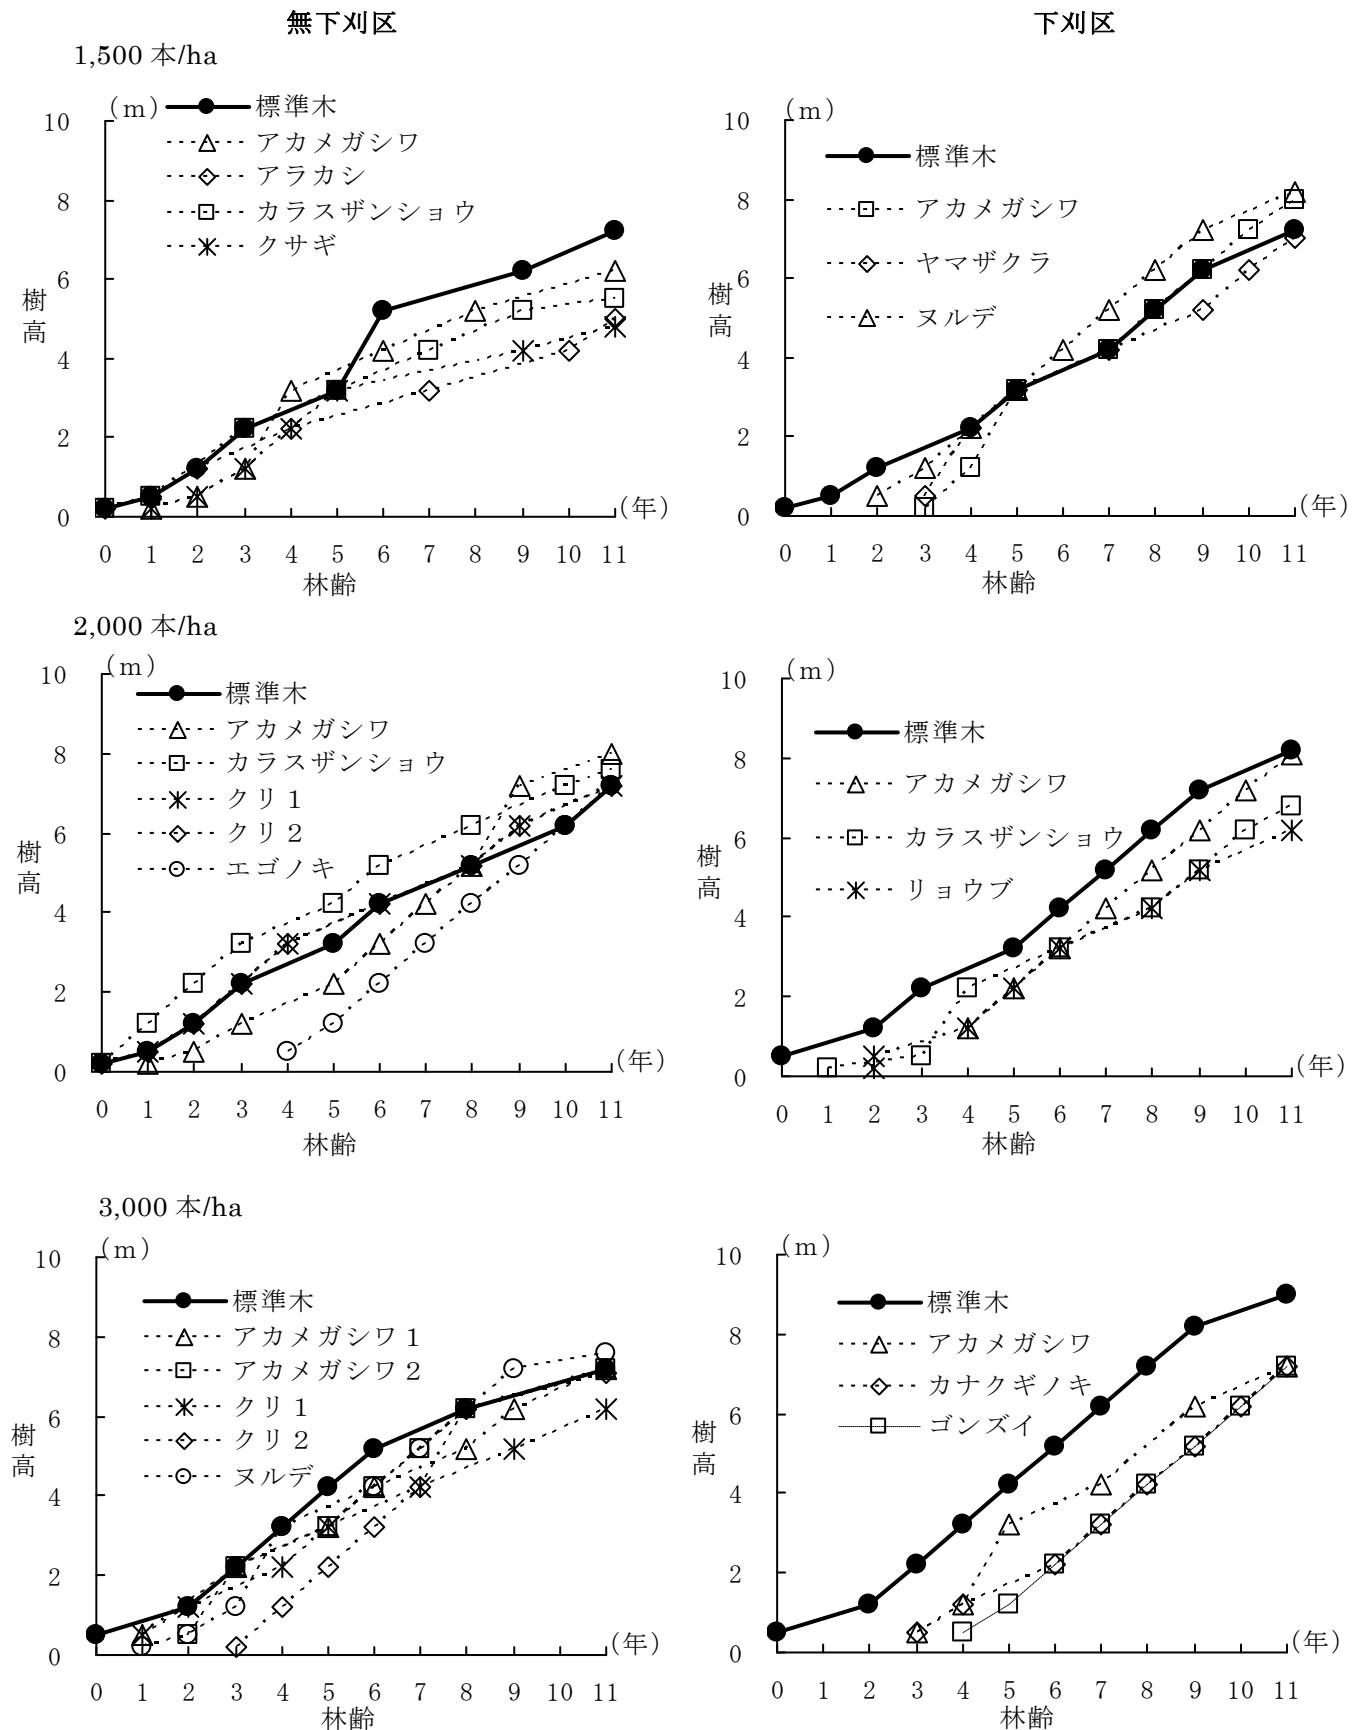 無下刈区
下刈区
1,500 本/ha
(m)
標準木
アカメガシワ
アラカシ
カラスザンショウ
クサギ
10
8
6
4
2
0
樹高
0 1 2 3 4 5 6 7 8 9 10 11
(年)
林齢
(m)
標準木
アカメガシワ
ヤマザクラ
ヌルデ
10
8
6
4
2
0
樹高
0 1 2 3 4 5 6 7 8 9 10 11
(年)
林齢
2,000 本/ha
(m)
標準木
アカメガシワ
カラスザンショウ
クリ１
クリ２
エゴノキ
10
8
6
4
2
0
樹高
0 1 2 3 4 5 6 7 8 9 10 11
(年)
林齢
(m)
標準木
アカメガシワ
カラスザンショウ
リョウブ
10
8
6
4
2
0
樹高
0 1 2 3 4 5 6 7 8 9 10 11
(年)
林齢
3,000 本/ha
(m)
標準木
アカメガシワ１
アカメガシワ２
クリ１
クリ２
ヌルデ
10
8
6
4
2
0
樹高
0 1 2 3 4 5 6 7 8 9 10 11
(年)
林齢
(m)
標準木
アカメガシワ
カナクギノキ
ゴンズイ
10
8
6
4
2
0
樹高
0 1 2 3 4 5 6 7 8 9 10 11
(年)
林齢